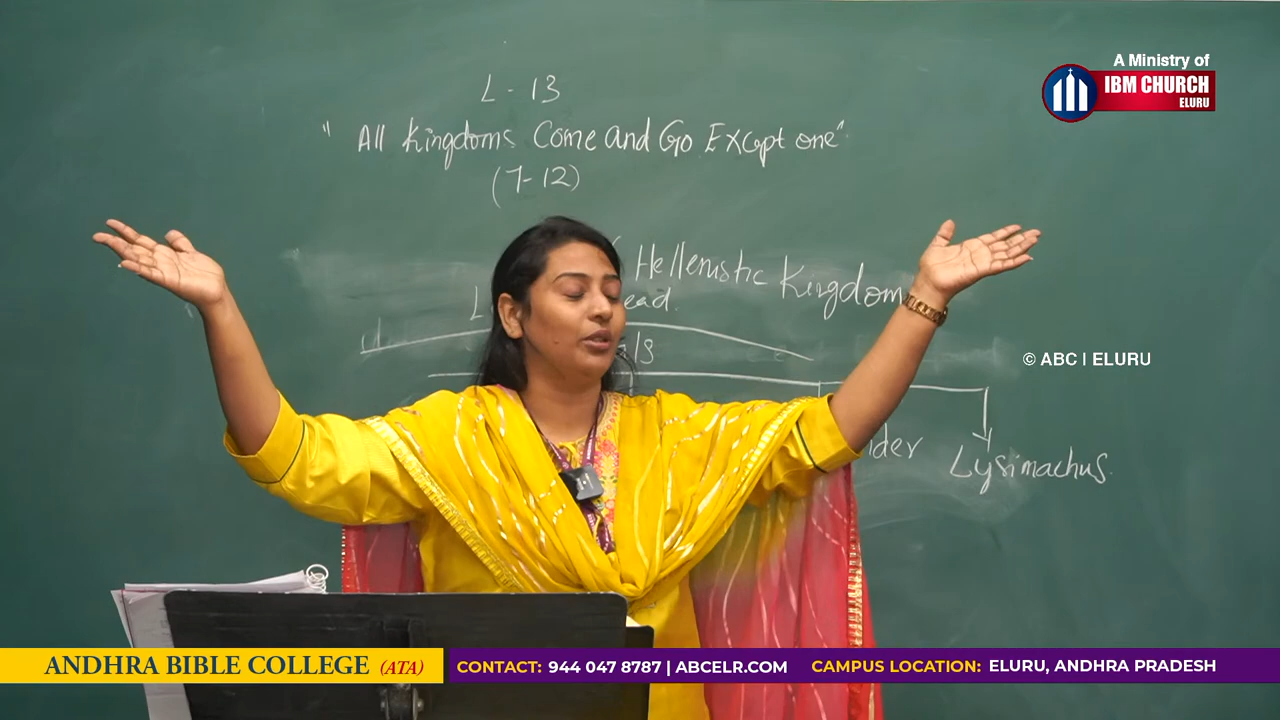 A Ministry of
IBM CHURCH
ELURU
L - 13
" All Kingdoms Come and Go Except one"
(7-12)
Hellenistic Kingdom
© ABC | ELURU
Lysimachus
ANDHRA BIBLE COLLEGE (ATA)
CONTACT: 944 047 8787 | ABCELR.COM
CAMPUS LOCATION: ELURU, ANDHRA PRADESH